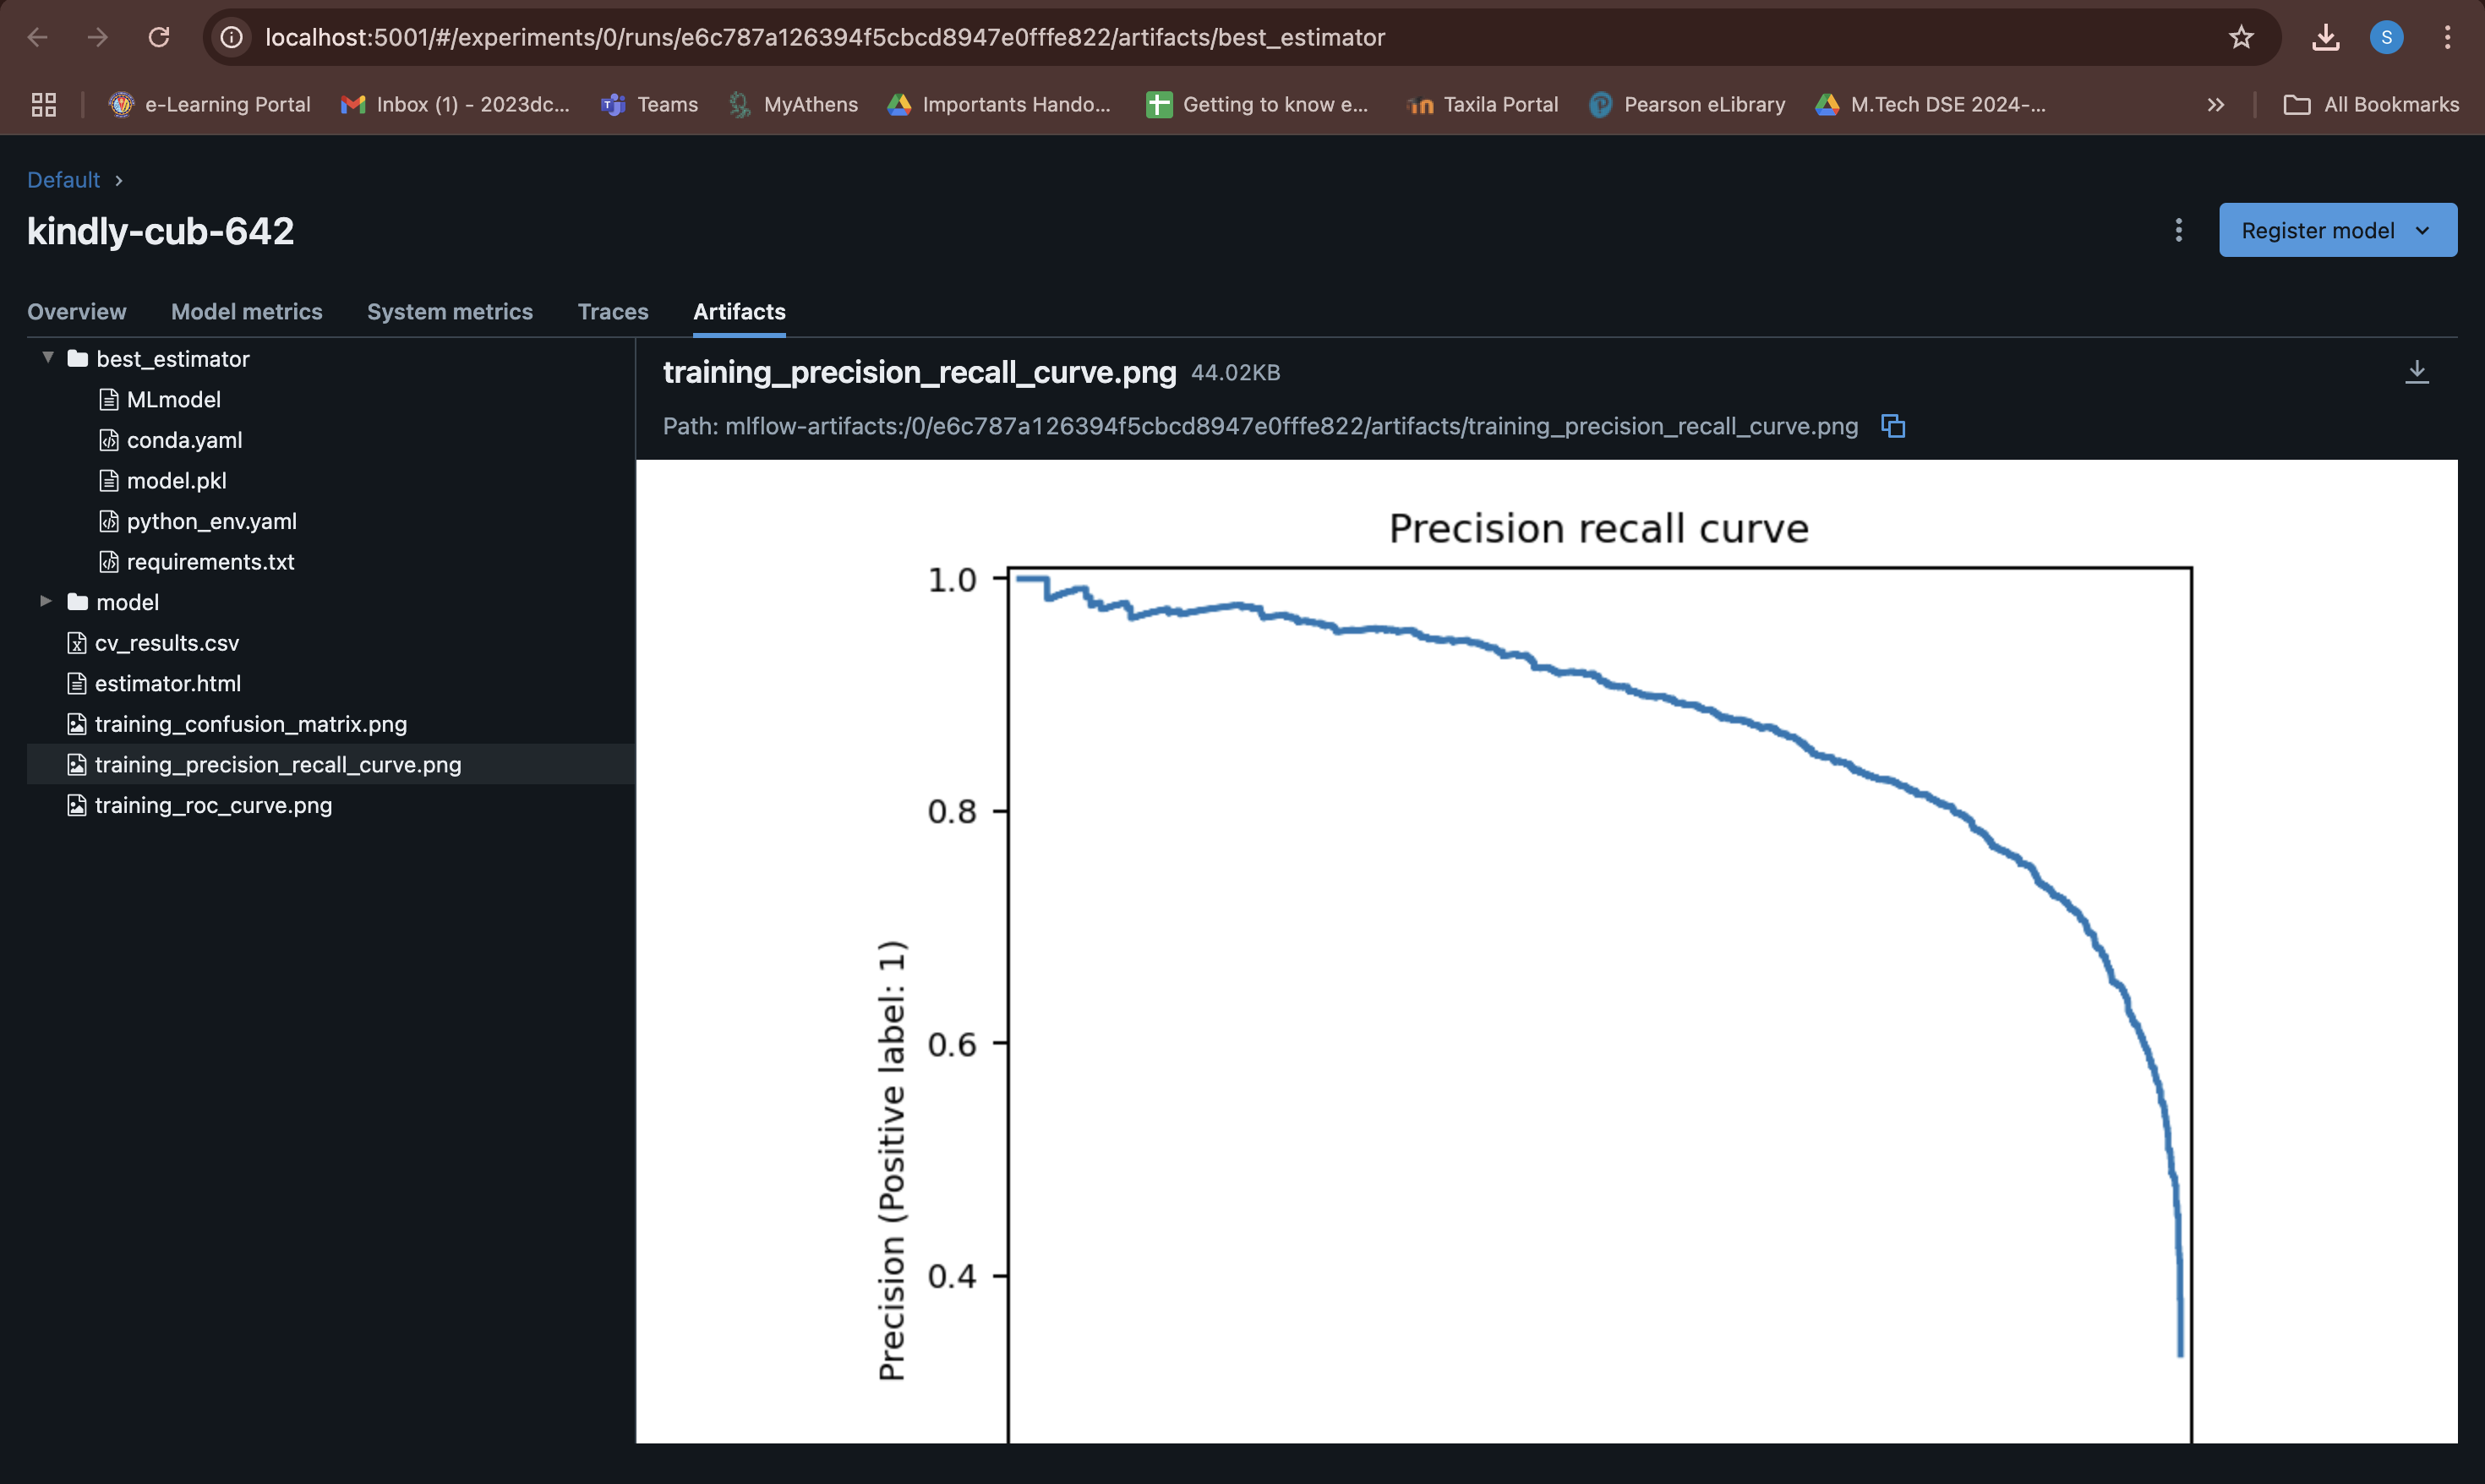 localhost:5001/#/experiments/0/runs/e6c787a126394f5cbcd8947e0fffe822/artifacts/best_estimator
S
e-Learning Portal
Inbox (1) - 2023dc...
Teams
MyAthens
Importants Hando...
Getting to know e...
Taxila Portal
Pearson eLibrary
M.Tech DSE 2024-...
All Bookmarks
Default
kindly-cub-642
Register model
Overview
Model metrics
System metrics
Traces
Artifacts
best_estimator
MLmodel
conda.yaml
model.pkl
python_env.yaml
requirements.txt
model
cv_results.csv
estimator.html
training_confusion_matrix.png
training_precision_recall_curve.png
training_roc_curve.png
training_precision_recall_curve.png 44.02KB
Path: mlflow-artifacts:/0/e6c787a126394f5cbcd8947e0fffe822/artifacts/training_precision_recall_curve.png
Precision recall curve
1.0
0.8
0.6
0.4
Precision (Positive label: 1)